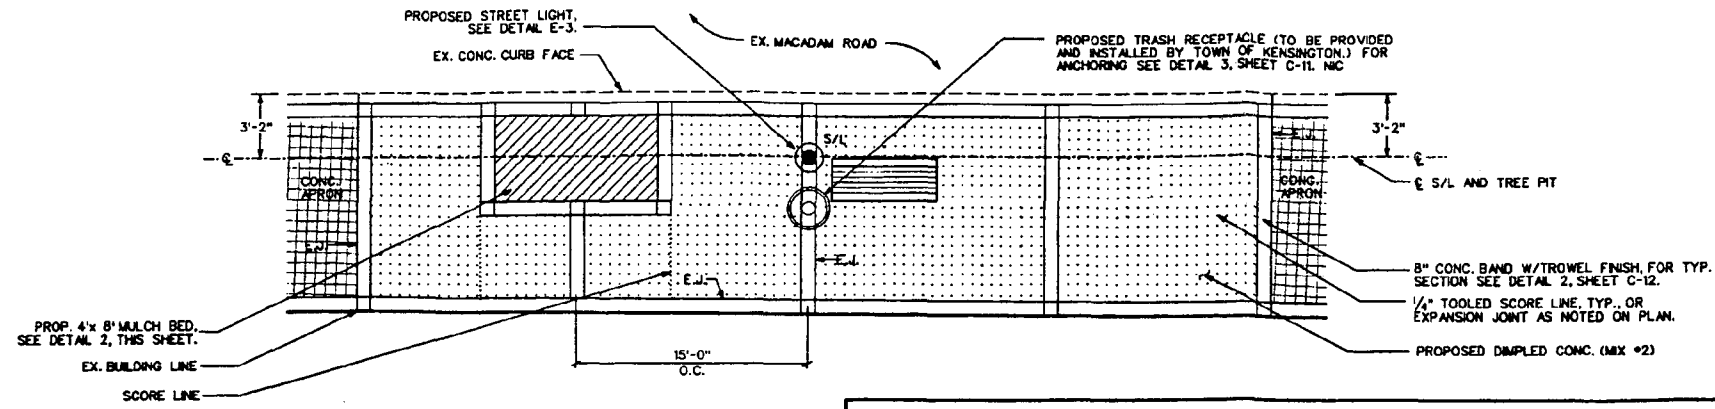 PROPOSED STREET LIGHT,
SEE DETAIL E-3.
EX. CONC. CURB FACE
EX. MACADAM ROAD
PROPOSED TRASH RECEPTACLE (TO BE PROVIDED
AND INSTALLED BY TOWN OF KENSINGTON.) FOR
ANCHORING SEE DETAIL 3, SHEET C-11. NIC
3'-2"
3'-2"
S/L
E.J.
℄
℄
℄ S/L AND TREE PIT
CONC.
APRON
CONC.
APRON
E.J.
E.J.
E.J.
8" CONC. BAND W/TROWEL FINISH, FOR TYP.
SECTION SEE DETAIL 2, SHEET C-12.
1/4" TOOLED SCORE LINE, TYP., OR
EXPANSION JOINT AS NOTED ON PLAN.
PROPOSED DIMPLED CONC. (MIX #2)
PROP. 4'x 8' MULCH BED,
SEE DETAIL 2, THIS SHEET.
EX. BUILDING LINE
SCORE LINE
15'-0"
O.C.